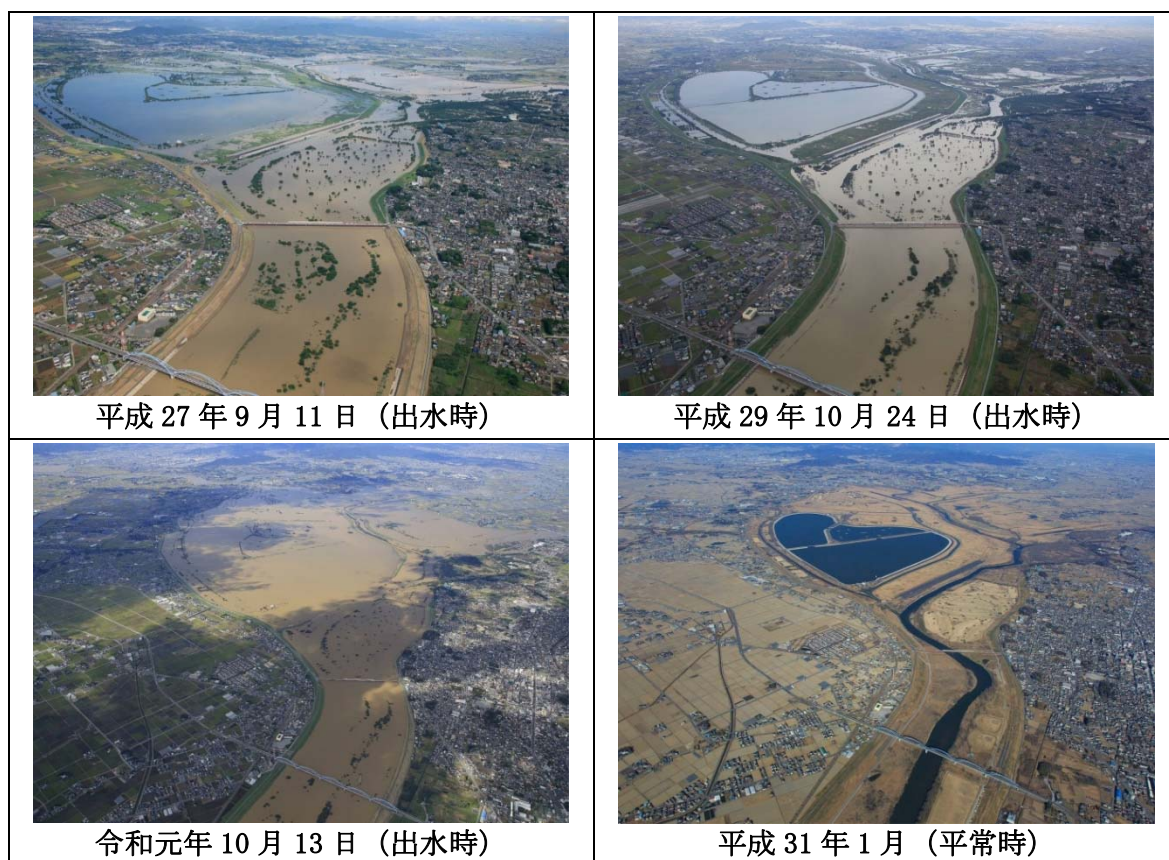 平成 27 年 9 月 11 日（出水時）
平成 29 年 10 月 24 日（出水時）
令和元年 10 月 13 日（出水時）
平成 31 年 1 月（平常時）